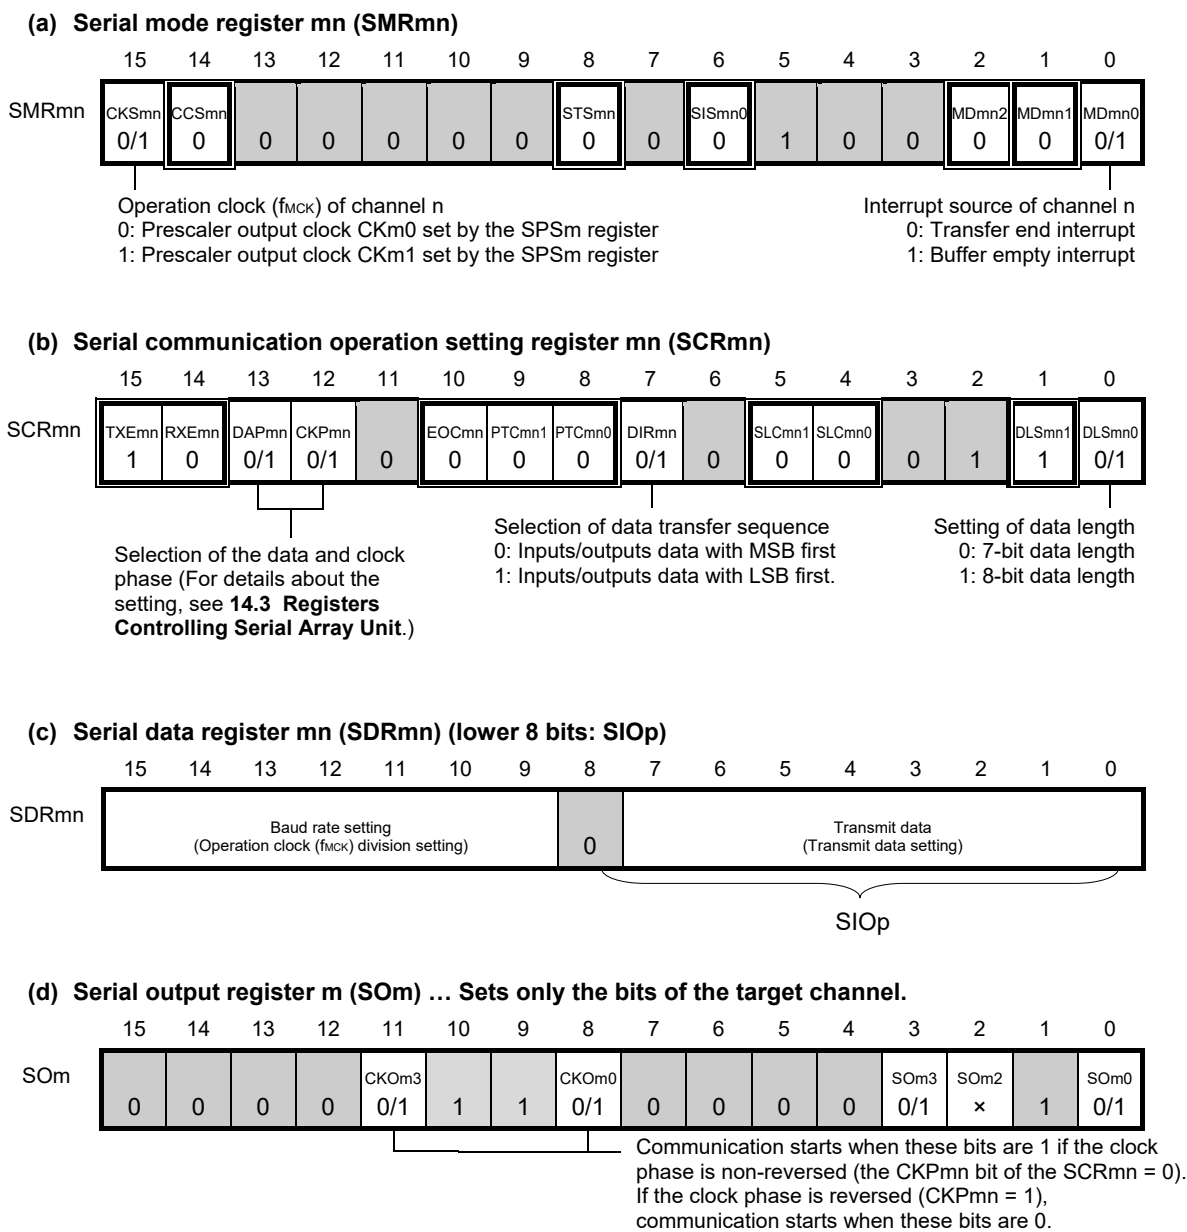 (a) Serial mode register mn (SMRmn)
15 14 13 12 11 10 9 8 7 6 5 4 3 2 1 0
SMRmn CKSmn CCSmn STSmn SISmn0 MDmn2 MDmn1 MDmn0
0/1 0 0 0 0 0 0 0 0 0 1 0 0 0 0 0/1
Operation clock (fMCK) of channel n
0: Prescaler output clock CKm0 set by the SPSm register
1: Prescaler output clock CKm1 set by the SPSm register
Interrupt source of channel n
0: Transfer end interrupt
1: Buffer empty interrupt
(b) Serial communication operation setting register mn (SCRmn)
15 14 13 12 11 10 9 8 7 6 5 4 3 2 1 0
SCRmn TXEmn RXEmn DAPmn CKPmn EOCmn PTCmn1 PTCmn0 DIRmn SLCmn1 SLCmn0 DLSmn1 DLSmn0
1 0 0/1 0/1 0 0 0 0 0/1 0 0 0 0 1 1 0/1
Selection of the data and clock
phase (For details about the
setting, see 14.3 Registers
Controlling Serial Array Unit.)
Selection of data transfer sequence
0: Inputs/outputs data with MSB first
1: Inputs/outputs data with LSB first.
Setting of data length
0: 7-bit data length
1: 8-bit data length
(c) Serial data register mn (SDRmn) (lower 8 bits: SIOp)
15 14 13 12 11 10 9 8 7 6 5 4 3 2 1 0
SDRmn
Baud rate setting
(Operation clock (fMCK) division setting)
0
Transmit data
(Transmit data setting)
SIOp
(d) Serial output register m (SOm) … Sets only the bits of the target channel.
15 14 13 12 11 10 9 8 7 6 5 4 3 2 1 0
SOm CKOm3 CKOm0 SOm3 SOm2 SOm0
0 0 0 0 0/1 1 1 0/1 0 0 0 0 0/1 × 1 0/1
Communication starts when these bits are 1 if the clock
phase is non-reversed (the CKPmn bit of the SCRmn = 0).
If the clock phase is reversed (CKPmn = 1),
communication starts when these bits are 0.